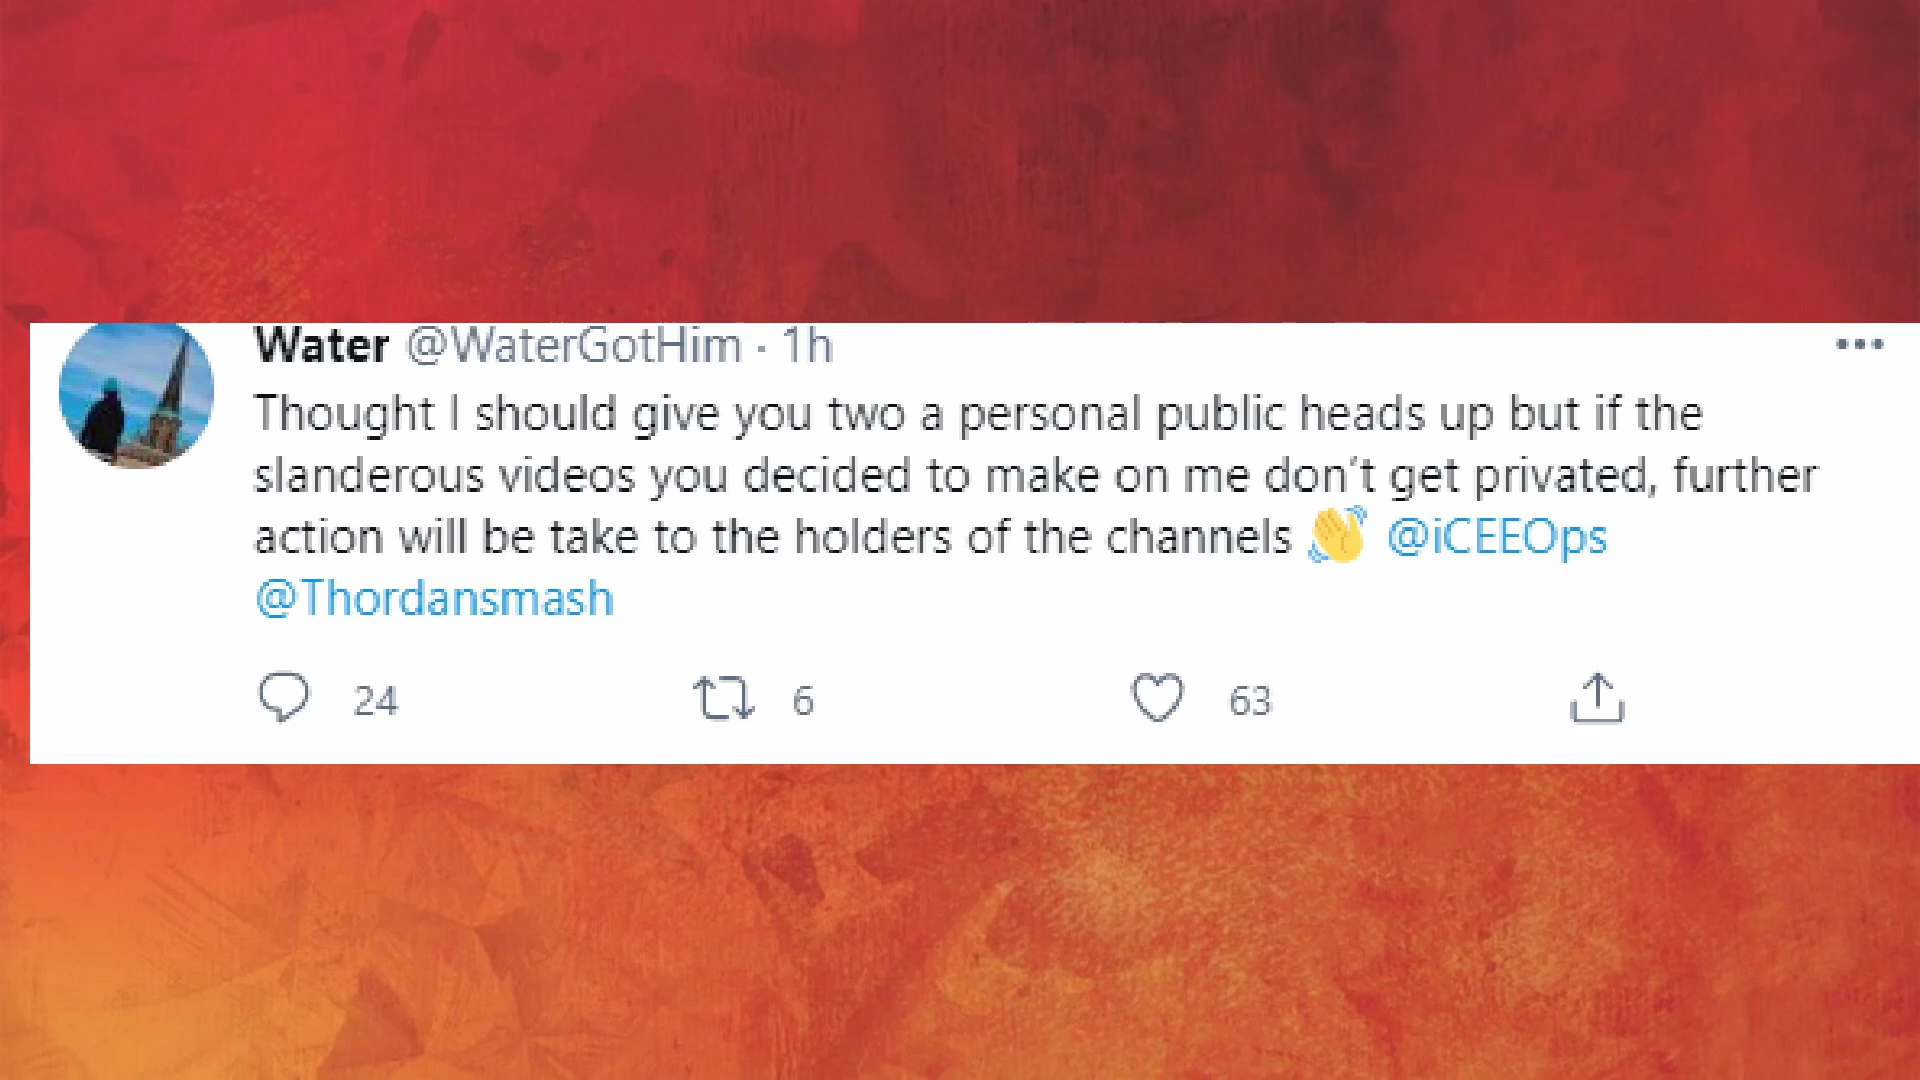 Water @WaterGotHim · 1h
Thought I should give you two a personal public heads up but if the
slanderous videos you decided to make on me don't get privated, further
action will be take to the holders of the channels 👋 @iCEEOps
@Thordansmash
24 6 63